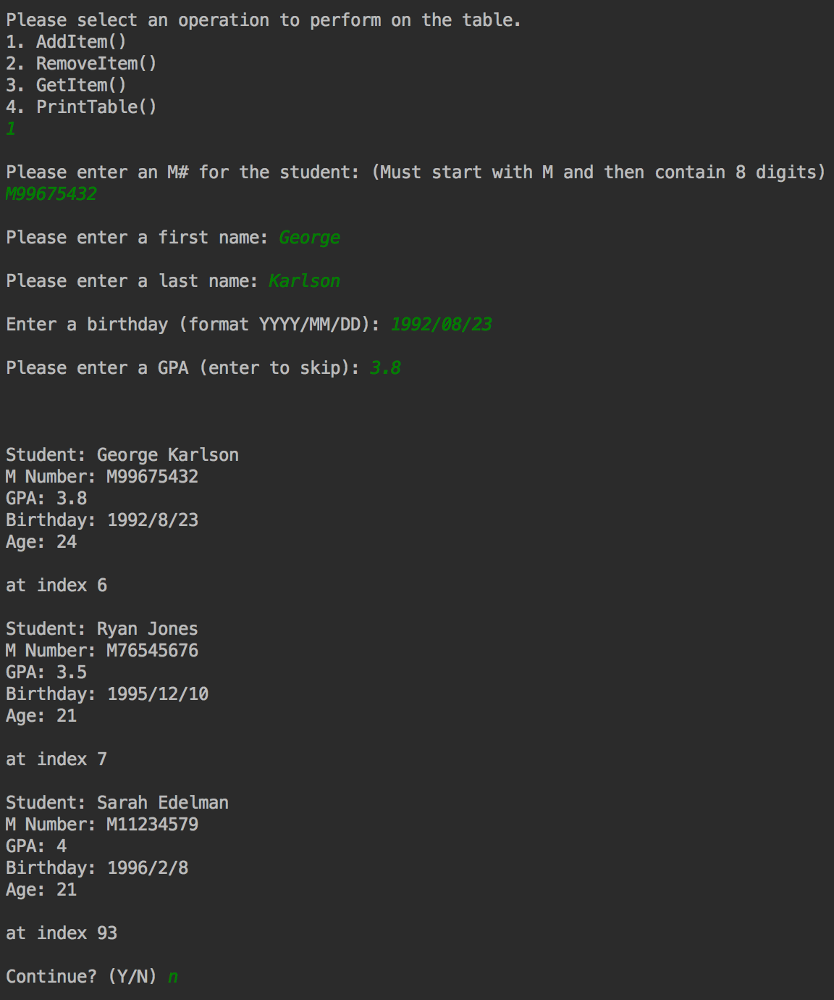 Please select an operation to perform on the table.
1. AddItem()
2. RemoveItem()
3. GetItem()
4. PrintTable()
1
Please enter an M# for the student: (Must start with M and then contain 8 digits)
M99675432
Please enter a first name: George
Please enter a last name: Karlson
Enter a birthday (format YYYY/MM/DD): 1992/08/23
Please enter a GPA (enter to skip): 3.8
Student: George Karlson
M Number: M99675432
GPA: 3.8
Birthday: 1992/8/23
Age: 24
at index 6
Student: Ryan Jones
M Number: M76545676
GPA: 3.5
Birthday: 1995/12/10
Age: 21
at index 7
Student: Sarah Edelman
M Number: M11234579
GPA: 4
Birthday: 1996/2/8
Age: 21
at index 93
Continue? (Y/N) n